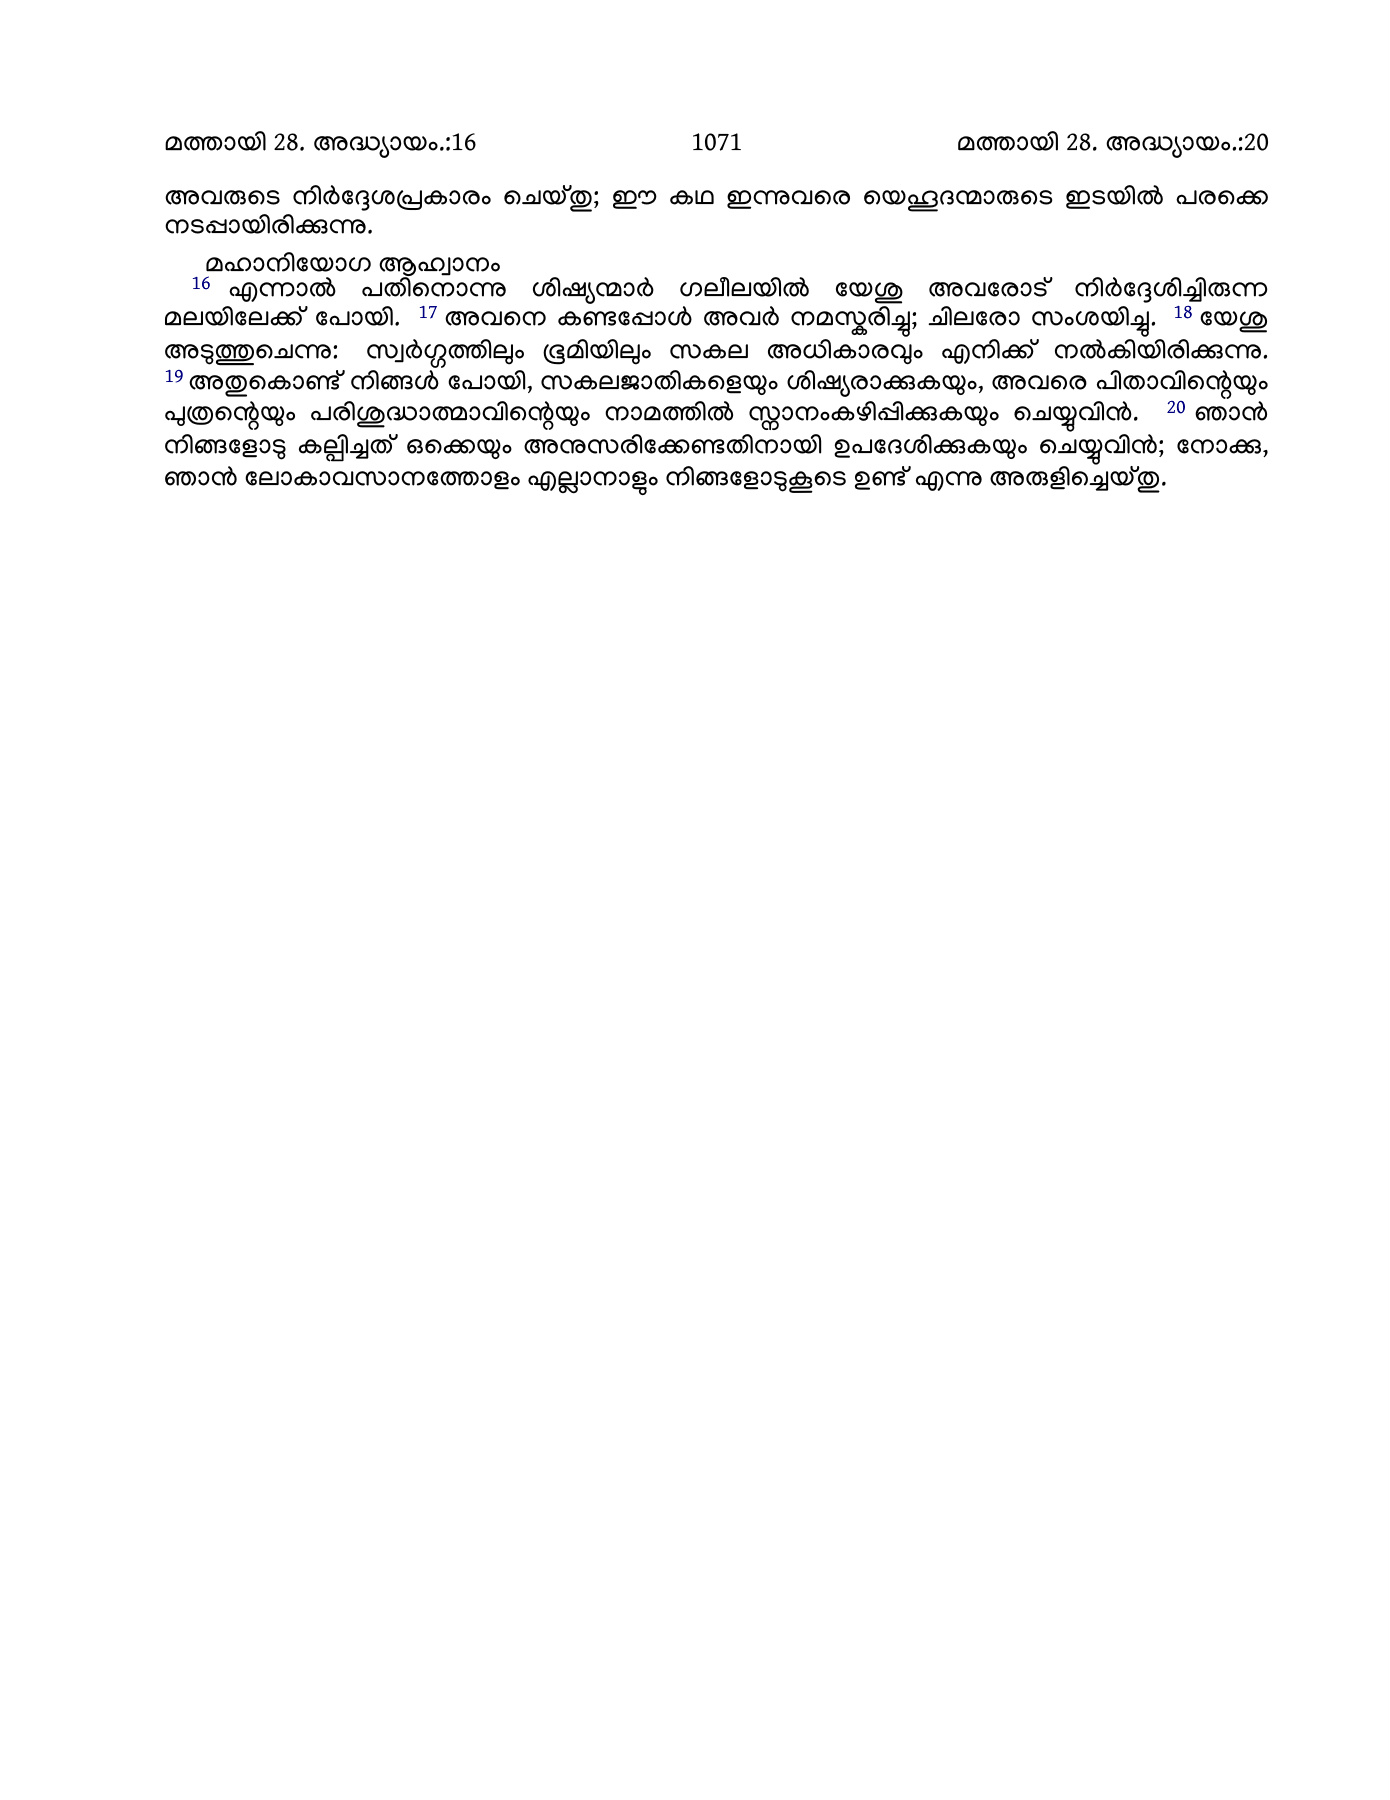 മത്തായി 28. അദ്ധ്യായം.:16 1071 മത്തായി 28. അദ്ധ്യായം.:20
അവരുടെ നിർദ്ദേശപ്രകാരം ചെയ്തു; ഈ കഥ ഇന്നുവരെ യെഹൂദന്മാരുടെ ഇടയിൽ പരക്കെ
നടപ്പായിരിക്കുന്നു.
മഹാനിയോഗ ആഹ്വാനം
16 എന്നാൽ പതിനൊന്നു ശിഷ്യന്മാർ ഗലീലയിൽ യേശു അവരോട് നിർദ്ദേശിച്ചിരുന്ന
മലയിലേക്ക് പോയി. 17 അവനെ കണ്ടപ്പോൾ അവർ നമസ്കരിച്ചു; ചിലരോ സംശയിച്ചു. 18 യേശു
അടുത്തുചെന്നു: സ്വർഗ്ഗത്തിലും ഭൂമിയിലും സകല അധികാരവും എനിക്ക് നൽകിയിരിക്കുന്നു.
19 അതുകൊണ്ട് നിങ്ങൾ പോയി, സകലജാതികളെയും ശിഷ്യരാക്കുകയും, അവരെ പിതാവിന്റെയും
പുത്രന്റെയും പരിശുദ്ധാത്മാവിന്റെയും നാമത്തിൽ സ്നാനംകഴിപ്പിക്കുകയും ചെയ്യുവിൻ. 20 ഞാൻ
നിങ്ങളോടു കല്പിച്ചത് ഒക്കെയും അനുസരിക്കേണ്ടതിനായി ഉപദേശിക്കുകയും ചെയ്യുവിൻ; നോക്കു,
ഞാൻ ലോകാവസാനത്തോളം എല്ലാനാളും നിങ്ങളോടുകൂടെ ഉണ്ട് എന്നു അരുളിച്ചെയ്തു.